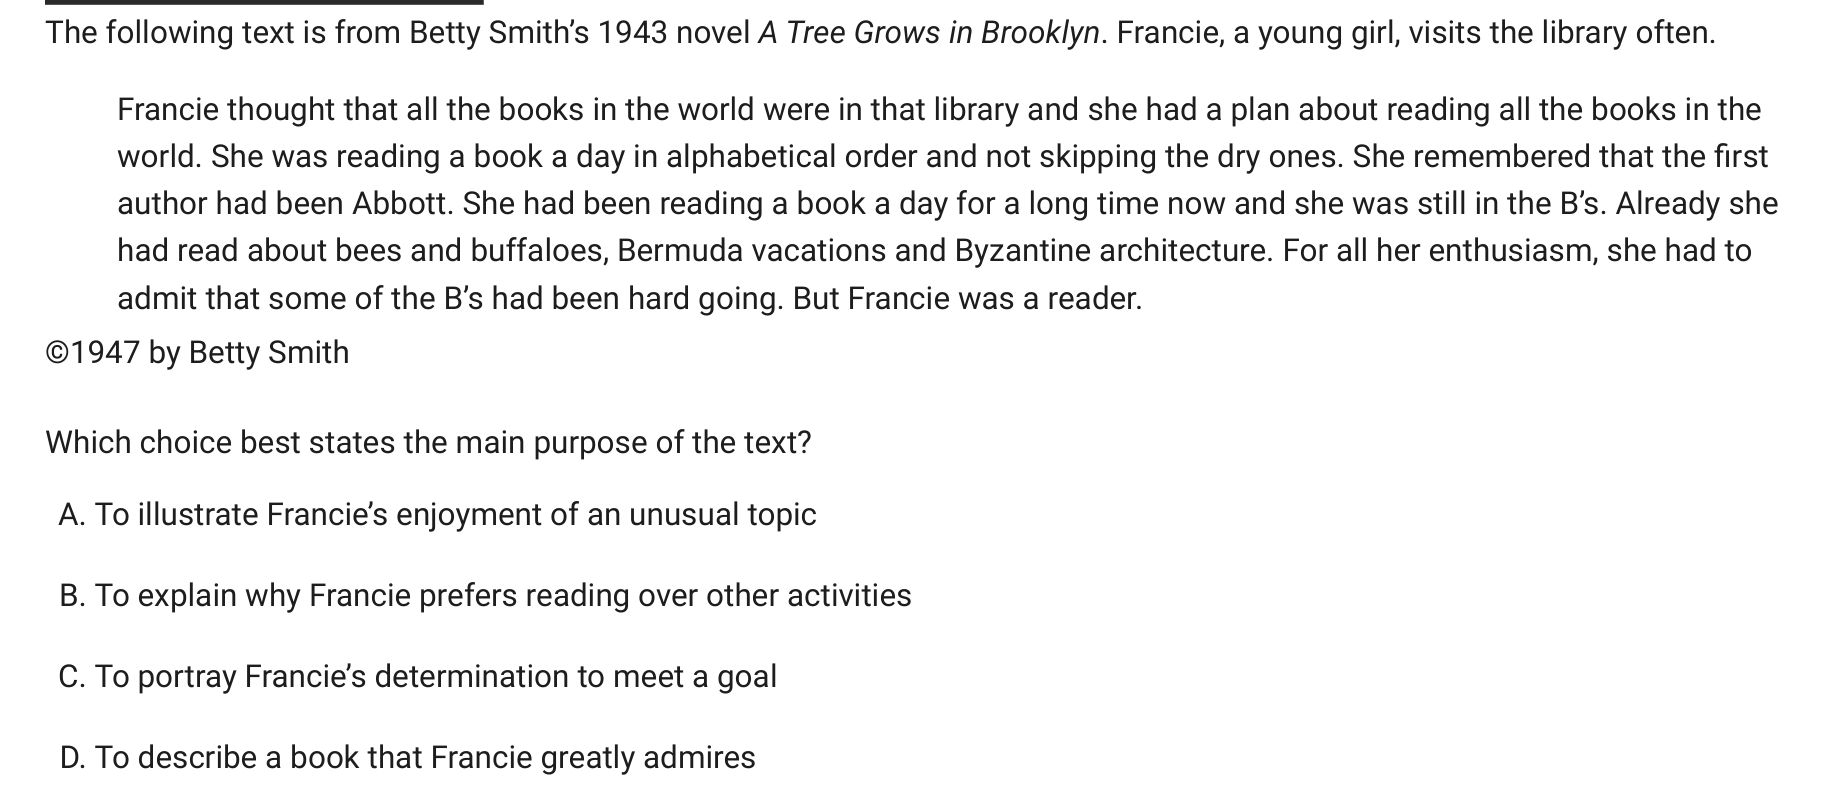 The following text is from Betty Smith’s 1943 novel A Tree Grows in Brooklyn. Francie, a young girl, visits the library often.
Francie thought that all the books in the world were in that library and she had a plan about reading all the books in the
world. She was reading a book a day in alphabetical order and not skipping the dry ones. She remembered that the first
author had been Abbott. She had been reading a book a day for a long time now and she was still in the B’s. Already she
had read about bees and buffaloes, Bermuda vacations and Byzantine architecture. For all her enthusiasm, she had to
admit that some of the B’s had been hard going. But Francie was a reader.
©1947 by Betty Smith
Which choice best states the main purpose of the text?
A. To illustrate Francie’s enjoyment of an unusual topic
B. To explain why Francie prefers reading over other activities
C. To portray Francie’s determination to meet a goal
D. To describe a book that Francie greatly admires